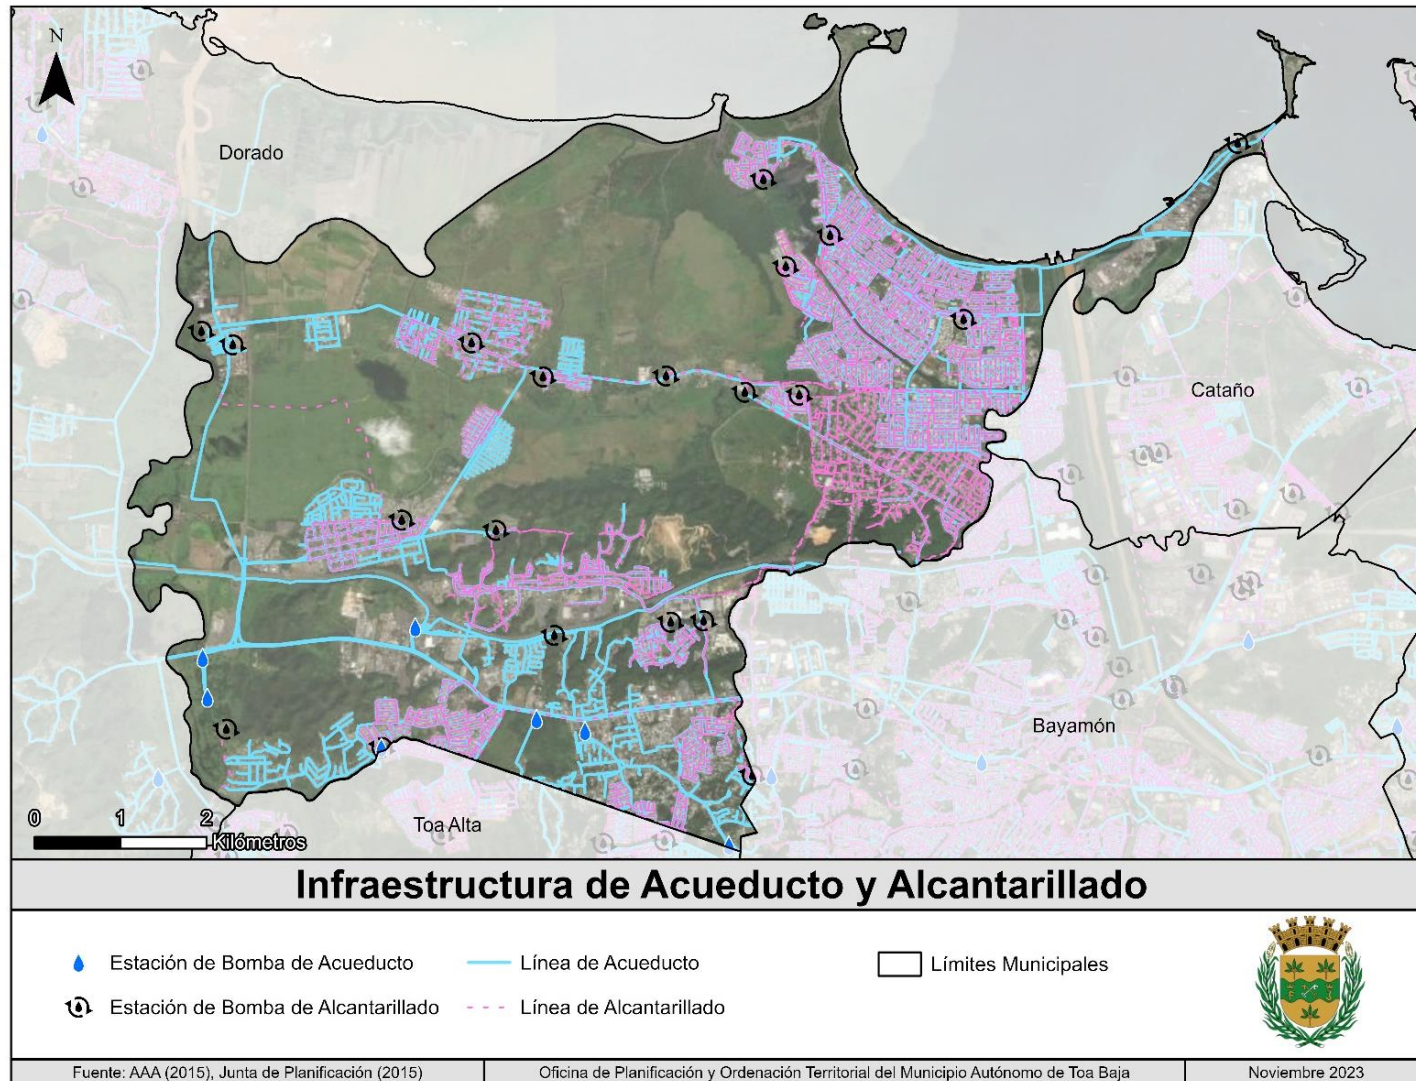 N
Dorado
Cataño
Bayamón
Toa Alta
0 1 2
Kilómetros
Infraestructura de Acueducto y Alcantarillado
Estación de Bomba de Acueducto
Línea de Acueducto
Límites Municipales
Estación de Bomba de Alcantarillado
Línea de Alcantarillado
Fuente: AAA (2015), Junta de Planificación (2015)
Oficina de Planificación y Ordenación Territorial del Municipio Autónomo de Toa Baja
Noviembre 2023